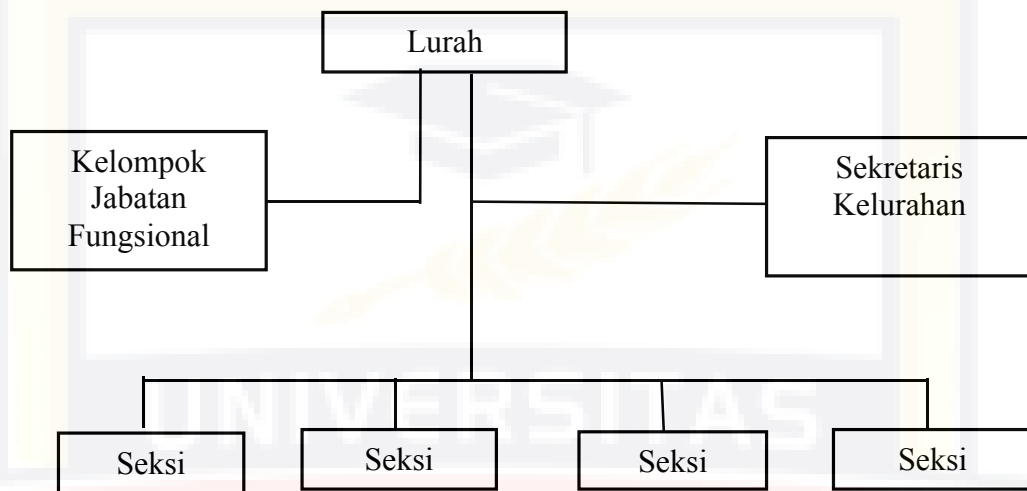 Lurah
Kelompok
Jabatan
Fungsional
Sekretaris
Kelurahan
UNIVERSITAS
Seksi
Seksi
Seksi
Seksi